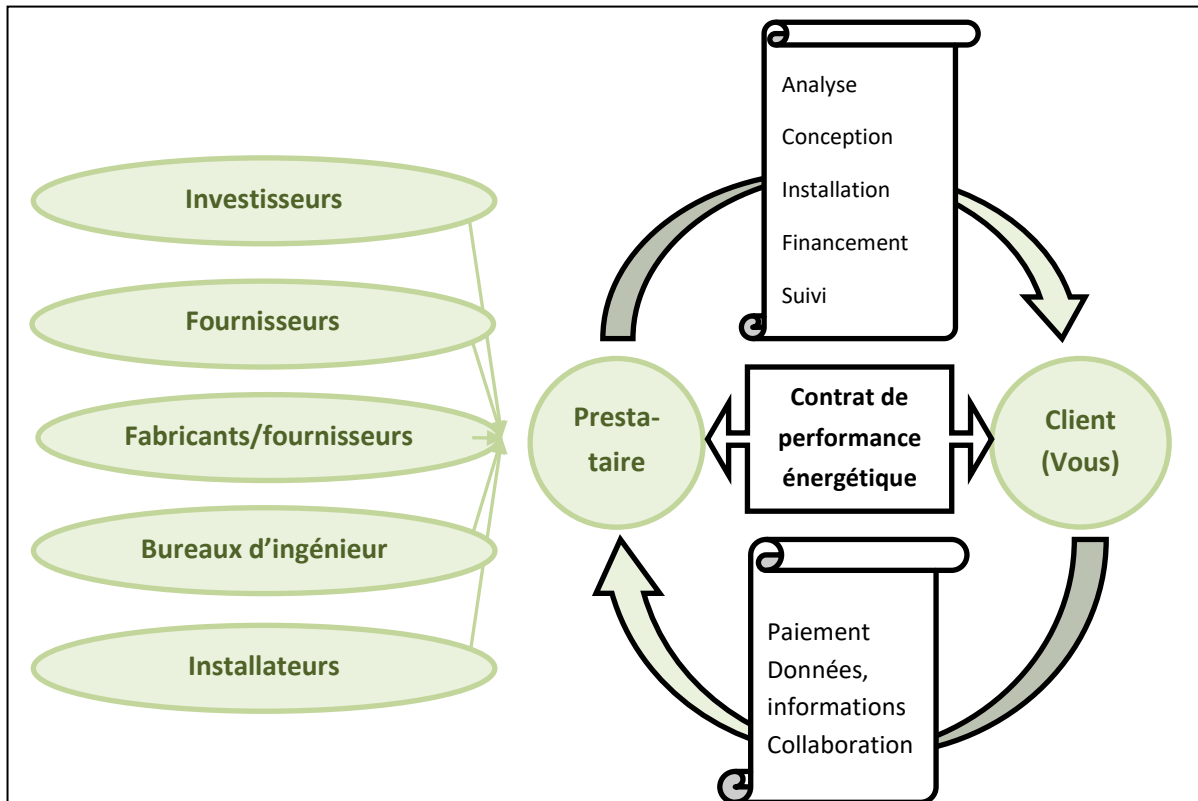 Investisseurs
Fournisseurs
Fabricants/fournisseurs
Bureaux d’ingénieur
Installateurs
Presta-
taire
Analyse
Conception
Installation
Financement
Suivi
Contrat de
performance
énergétique
Client
(Vous)
Paiement
Données,
informations
Collaboration